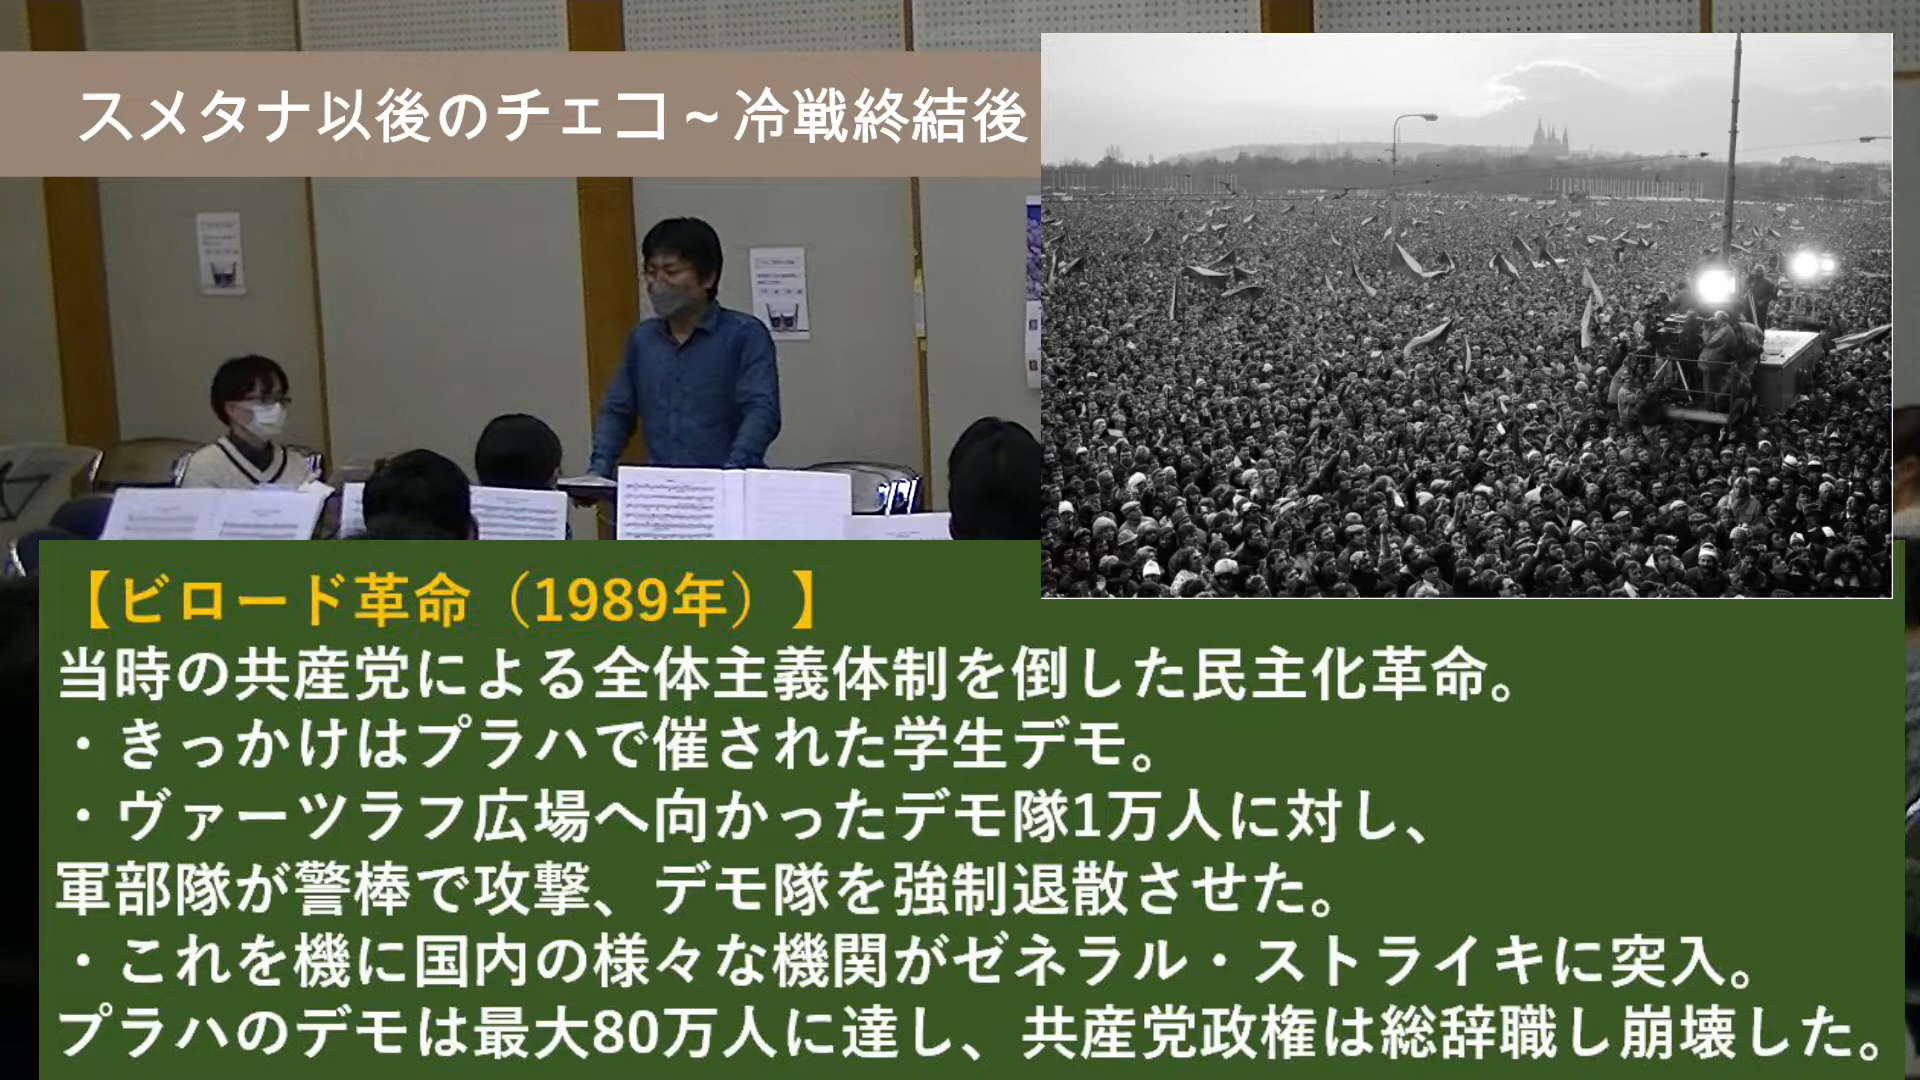 スメタナ以後のチェコ～冷戦終結後
【ビロード革命（1989年）】
当時の共産党による全体主義体制を倒した民主化革命。
・きっかけはプラハで催された学生デモ。
・ヴァーツラフ広場へ向かったデモ隊1万人に対し、
軍部隊が警棒で攻撃、デモ隊を強制退散させた。
・これを機に国内の様々な機関がゼネラル・ストライキに突入。
プラハのデモは最大80万人に達し、共産党政権は総辞職し崩壊した。